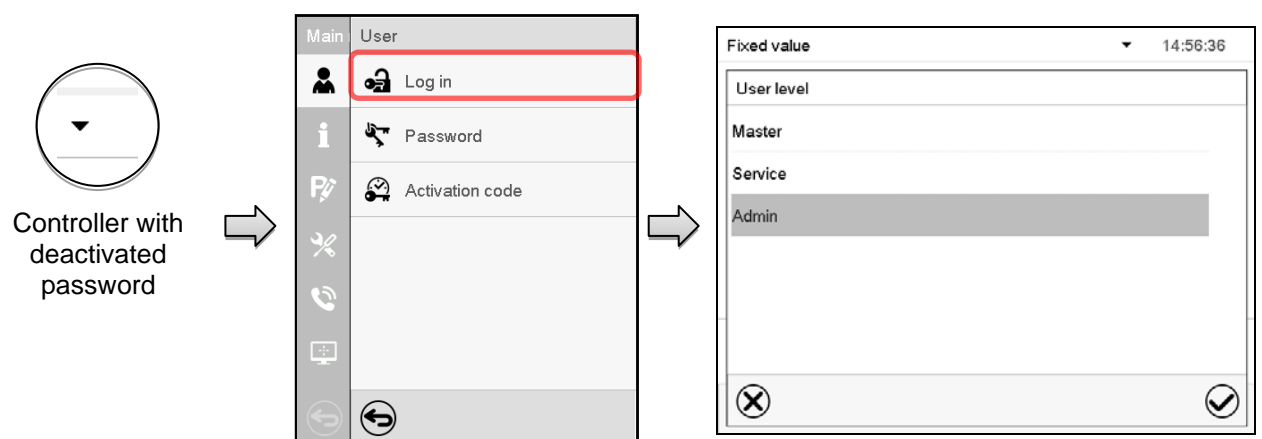 Controller with
deactivated
password
Main
User
Log in
Password
Activation code
Fixed value
14:56:36
User level
Master
Service
Admin